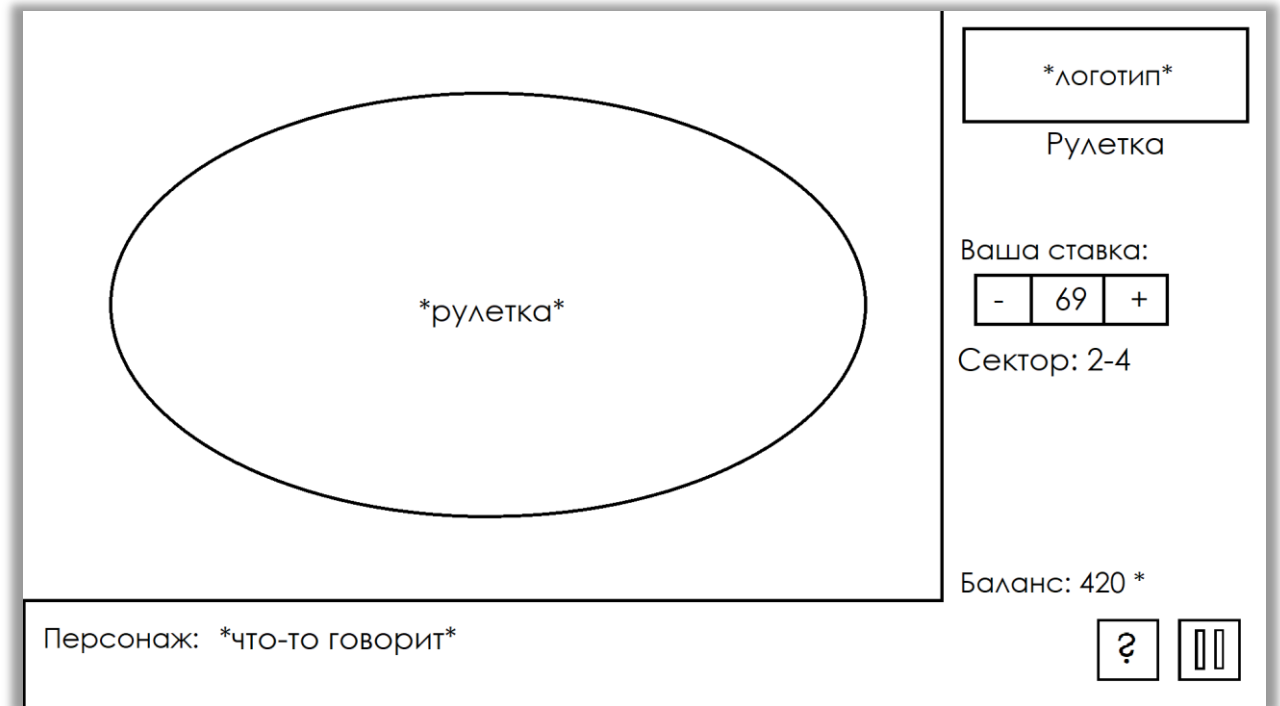 *логотип*
Рулетка
*рулетка*
Ваша ставка:
- 69 +
Сектор: 2-4
Баланс: 420 *
Персонаж: *что-то говорит*
?